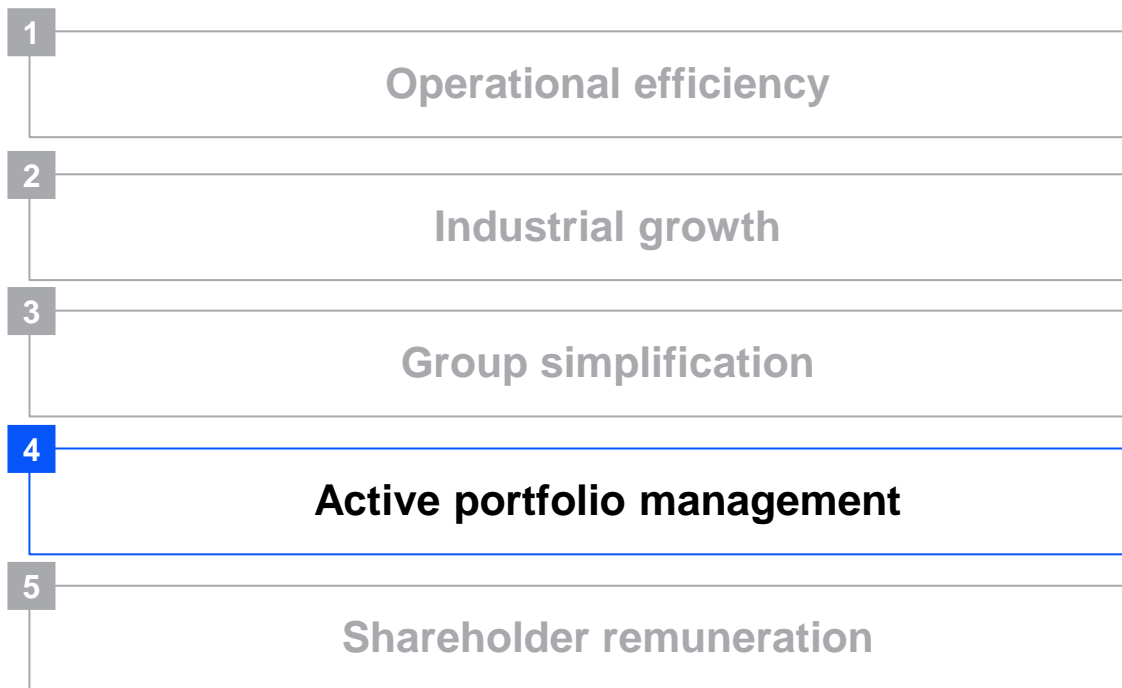 1
Operational efficiency
2
Industrial growth
3
Group simplification
4
Active portfolio management
5
Shareholder remuneration